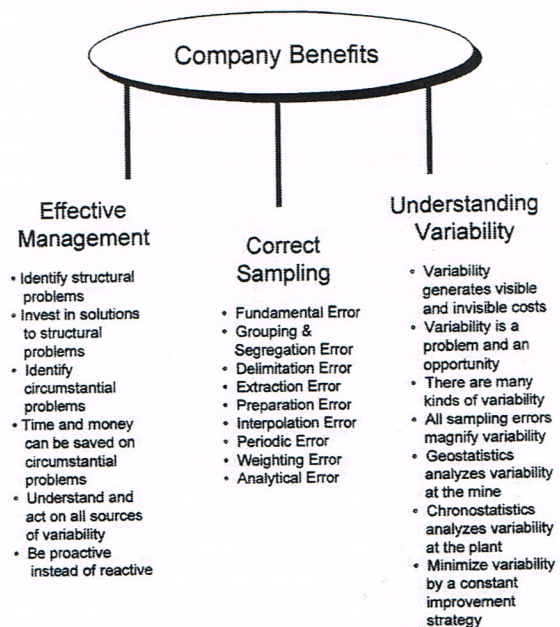 Company Benefits
Effective
Management
• Identify structural
problems
• Invest in solutions
to structural
problems
• Identify
circumstantial
problems
• Time and money
can be saved on
circumstantial
problems
• Understand and
act on all sources
of variability
• Be proactive
instead of reactive
Correct
Sampling
• Fundamental Error
• Grouping &
Segregation Error
• Delimitation Error
• Extraction Error
• Preparation Error
• Interpolation Error
• Periodic Error
• Weighting Error
• Analytical Error
Understanding
Variability
• Variability
generates visible
and invisible costs
• Variability is a
problem and an
opportunity
• There are many
kinds of variability
• All sampling errors
magnify variability
• Geostatistics
analyzes variability
at the mine
• Chronostatistics
analyzes variability
at the plant
• Minimize variability
by a constant
improvement
strategy